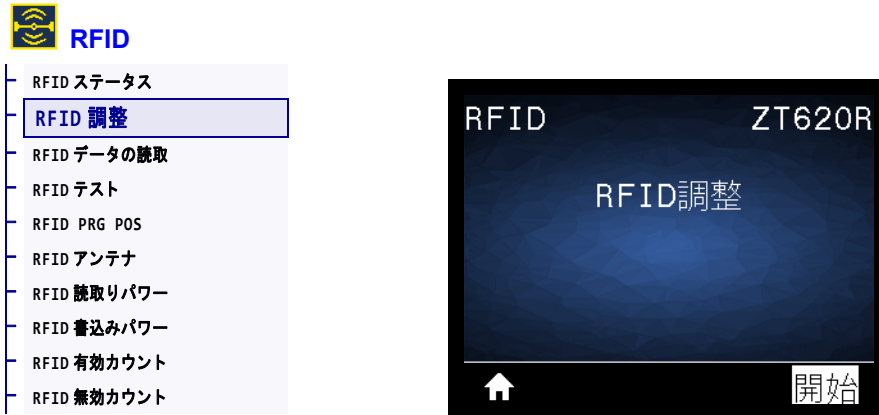 RFID
RFID ステータス
RFID 調整
RFID データの読取
RFID テスト
RFID PRG POS
RFID アンテナ
RFID 読取りパワー
RFID 書込みパワー
RFID 有効カウント
RFID 無効カウント
RFID ZT620R
RFID調整
開始